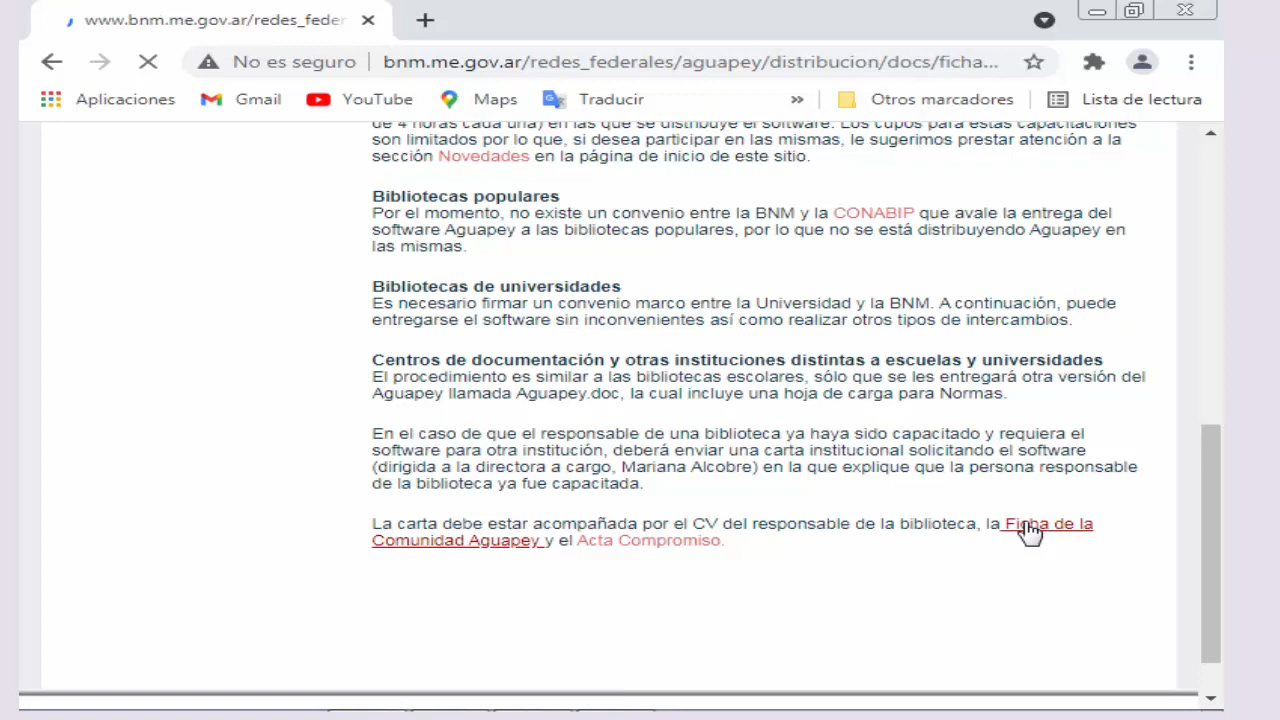 www.bnm.me.gov.ar/redes_feder
No es seguro
bnm.me.gov.ar/redes_federales/aguapey/distribucion/docs/ficha...
Aplicaciones
Gmail
YouTube
Maps
Traducir
»
Otros marcadores
Lista de lectura
de 4 horas cada una) en las que se distribuye el software. Los cupos para estas capacitaciones
son limitados por lo que, si desea participar en las mismas, le sugerimos prestar atención a la
sección Novedades en la página de inicio de este sitio.
Bibliotecas populares
Por el momento, no existe un convenio entre la BNM y la CONABIP que avale la entrega del
software Aguapey a las bibliotecas populares, por lo que no se está distribuyendo Aguapey en
las mismas.
Bibliotecas de universidades
Es necesario firmar un convenio marco entre la Universidad y la BNM. A continuación, puede
entregarse el software sin inconvenientes así como realizar otros tipos de intercambios.
Centros de documentación y otras instituciones distintas a escuelas y universidades
El procedimiento es similar a las bibliotecas escolares, sólo que se les entregará otra versión del
Aguapey llamada Aguapey.doc, la cual incluye una hoja de carga para Normas.
En el caso de que el responsable de una biblioteca ya haya sido capacitado y requiera el
software para otra institución, deberá enviar una carta institucional solicitando el software
(dirigida a la directora a cargo, Mariana Alcobre) en la que explique que la persona responsable
de la biblioteca ya fue capacitada.
La carta debe estar acompañada por el CV del responsable de la biblioteca, la Ficha de la
Comunidad Aguapey y el Acta Compromiso.